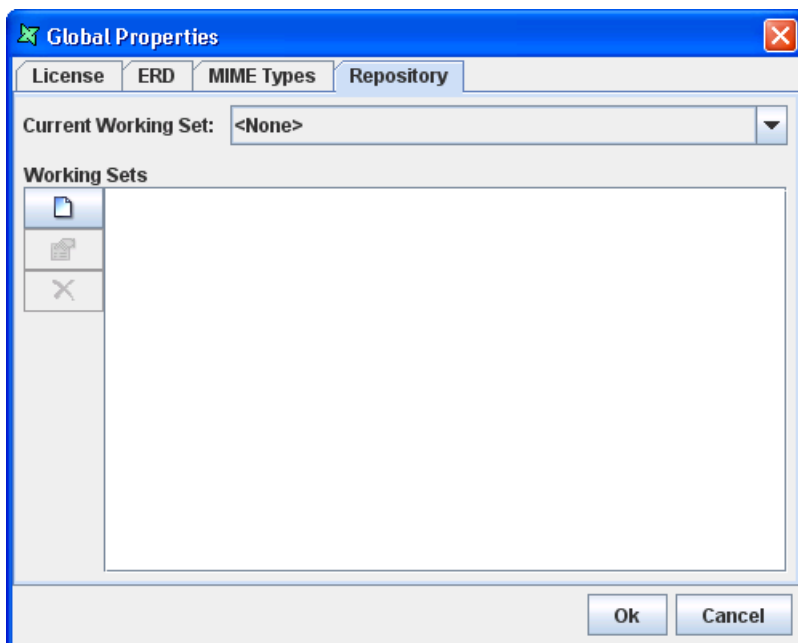 Global Properties
License ERD MIME Types Repository
Current Working Set: <None>
Working Sets
Ok Cancel